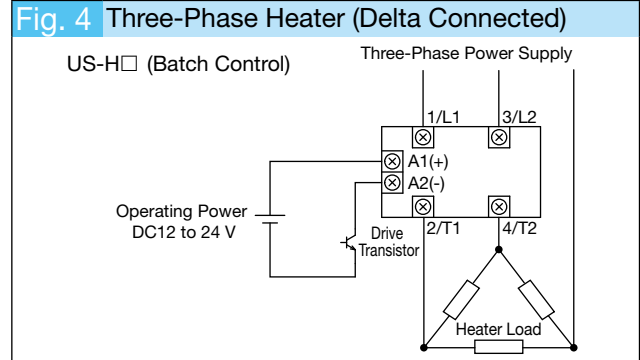 Fig. 4 Three-Phase Heater (Delta Connected)
US-H□ (Batch Control)
Three-Phase Power Supply
1/L1
3/L2
A1(+)
A2(-)
Operating Power
DC12 to 24 V
Drive
Transistor
2/T1
4/T2
Heater Load